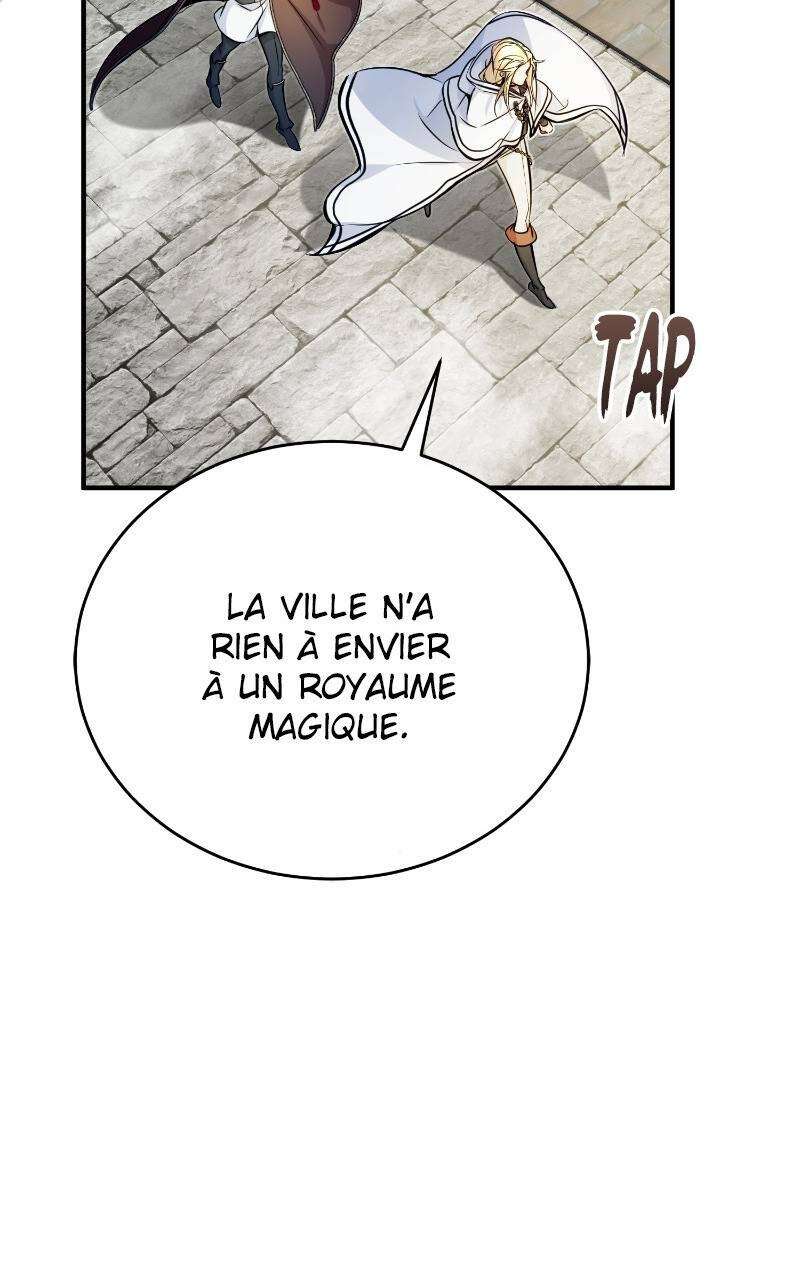 TAP
LA VILLE N'A
RIEN À ENVIER
À UN ROYAUME
MAGIQUE.